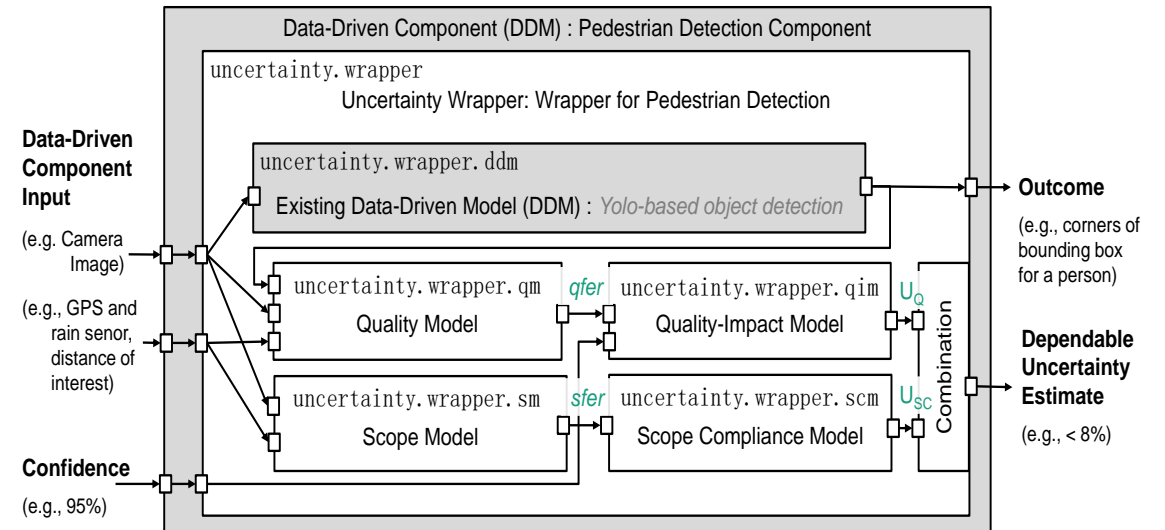 Data-Driven Component (DDM) : Pedestrian Detection Component
uncertainty.wrapper
Uncertainty Wrapper: Wrapper for Pedestrian Detection
Data-Driven
Component
Input
(e.g. Camera
Image)
(e.g., GPS and
rain senor,
distance of
interest)
Confidence
(e.g., 95%)
uncertainty.wrapper.ddm
Existing Data-Driven Model (DDM) : Yolo-based object detection
uncertainty.wrapper.qm
Quality Model
qfer
uncertainty.wrapper.qim
Quality-Impact Model
UQ
uncertainty.wrapper.sm
Scope Model
sfer
uncertainty.wrapper.scm
Scope Compliance Model
USC
Combination
Outcome
(e.g., corners of
bounding box
for a person)
Dependable
Uncertainty
Estimate
(e.g., < 8%)